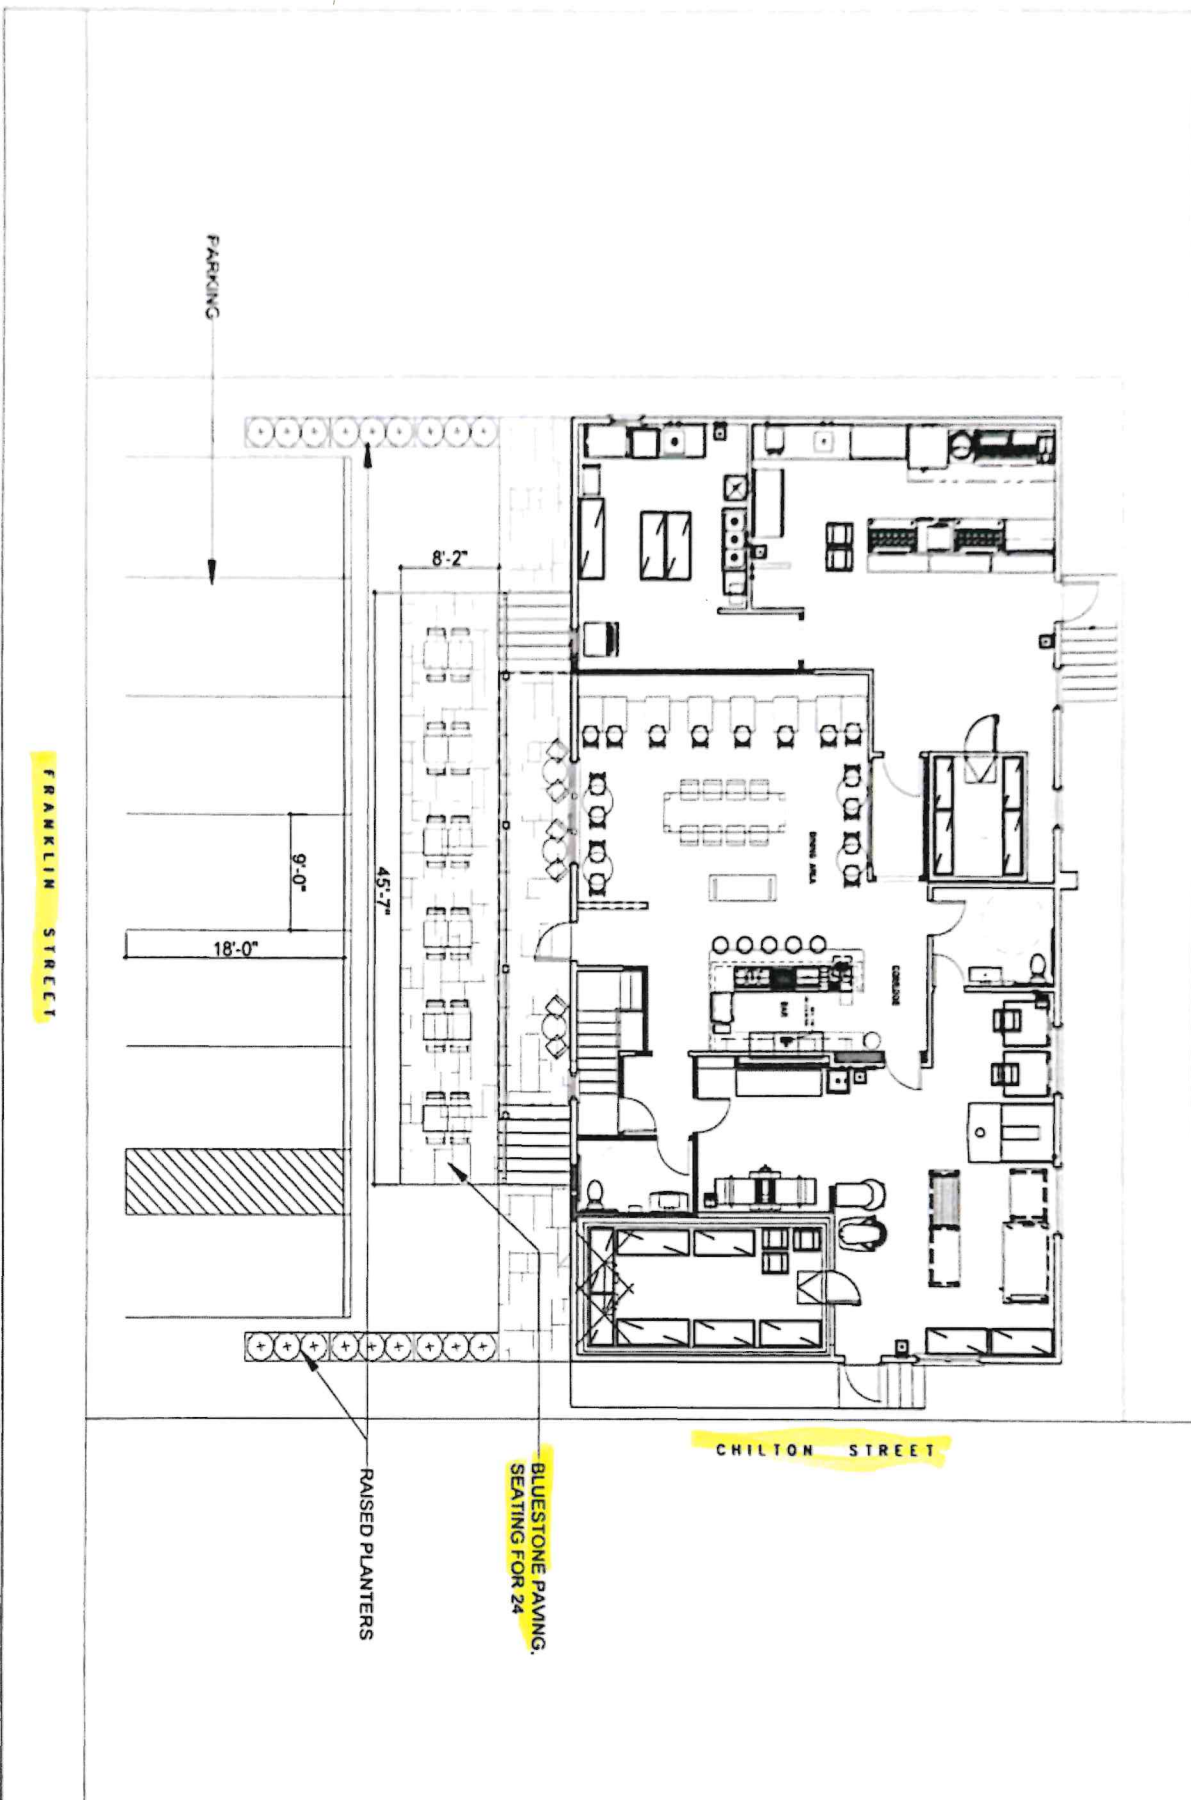 PARKING
8'-2"
45'-7"
9'-0"
18'-0"
FRANKLIN STREET
DINING AREA
CORRIDOR
BAR
CHILTON STREET
BLUESTONE PAVING.
SEATING FOR 24
RAISED PLANTERS